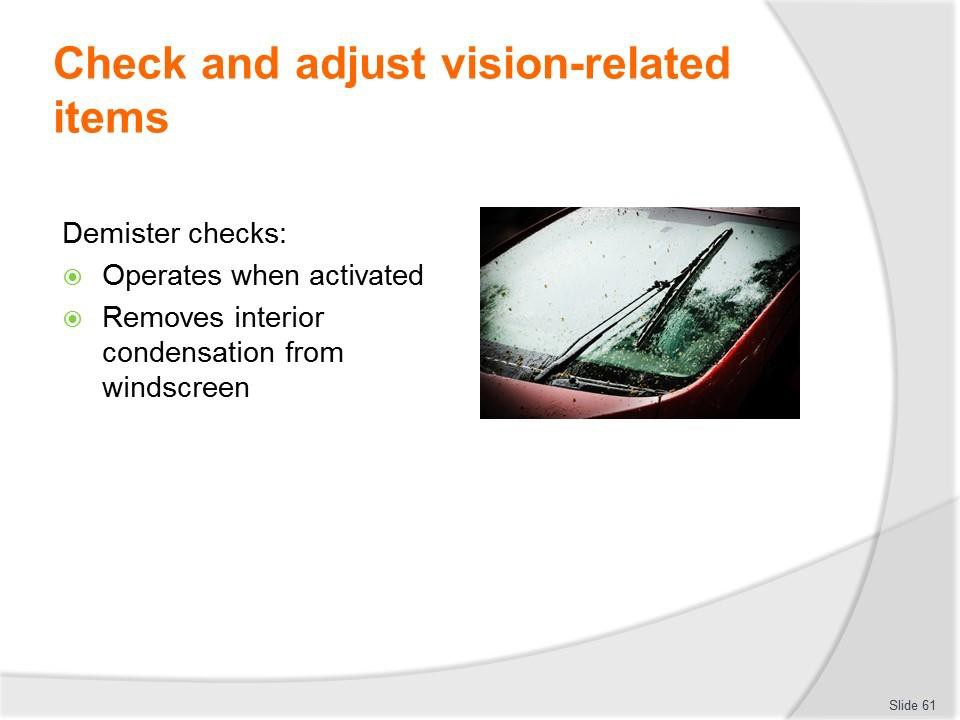 Check and adjust vision-related
items
Demister checks:
Operates when activated
Removes interior
condensation from
windscreen
Slide 61